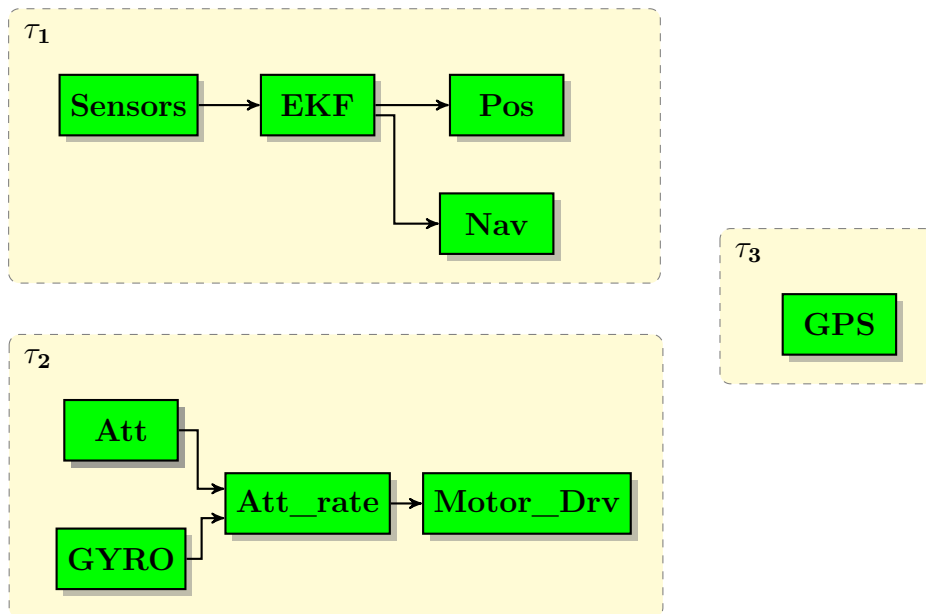 τ₁
Sensors
EKF
Pos
Nav
τ₃
GPS
τ₂
Att
Att_rate
Motor_Drv
GYRO